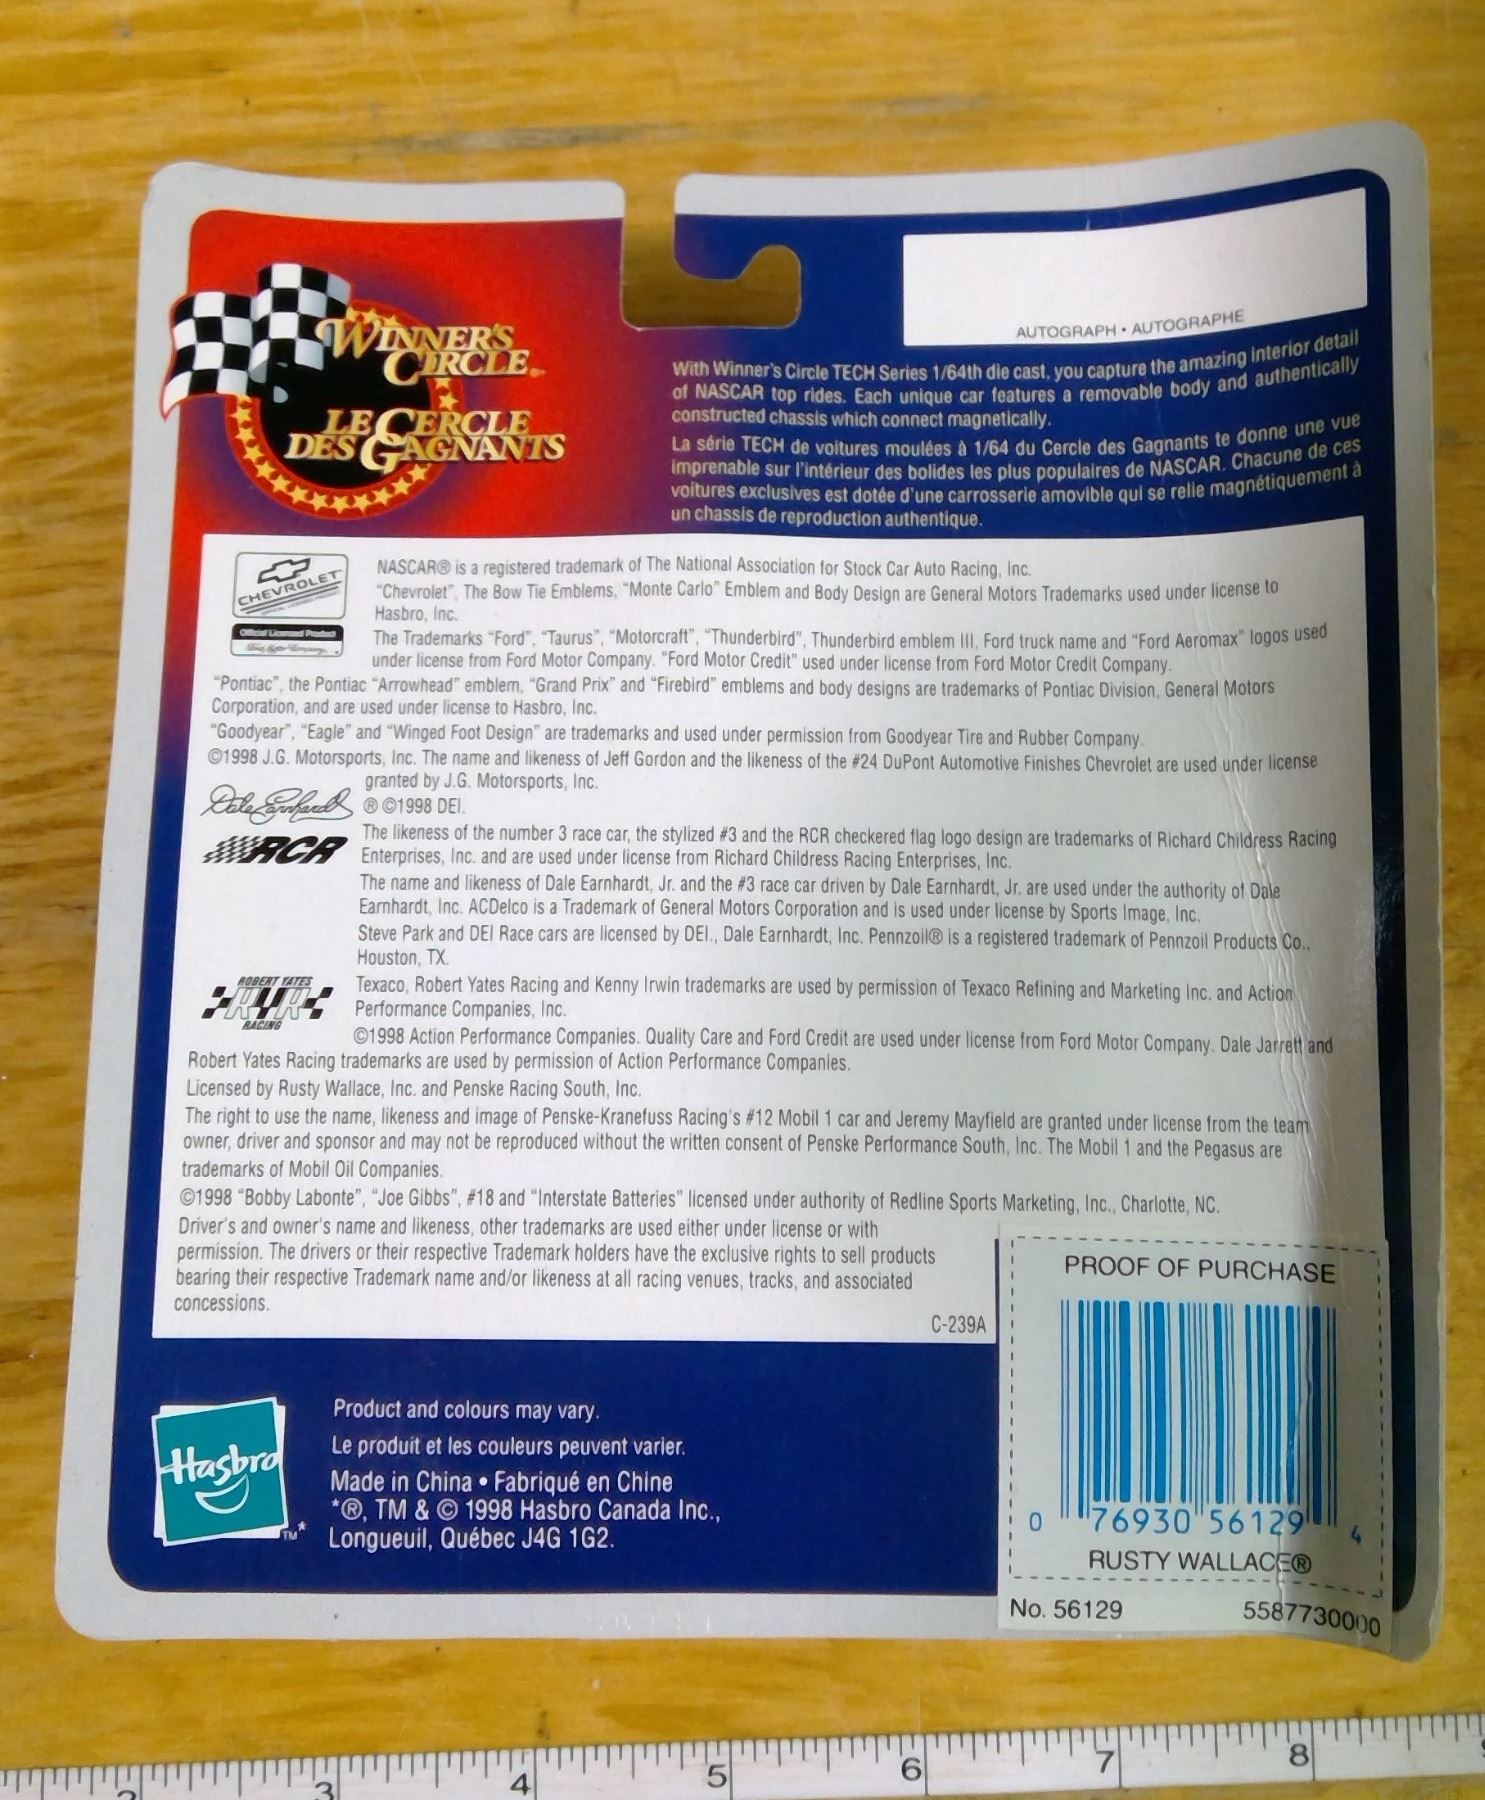 WINNER'S
CIRCLE
LE CERCLE
DES GAGNANTS
AUTOGRAPH • AUTOGRAPHE
With Winner's Circle TECH Series 1/64th die cast, you capture the amazing interior detail
of NASCAR top rides. Each unique car features a removable body and authentically
constructed chassis which connect magnetically.
La série TECH de voitures moulées à 1/64 du Cercle des Gagnants te donne une vue
imprenable sur l'intérieur des bolides les plus populaires de NASCAR. Chacune de ces
voitures exclusives est dotée d'une carrosserie amovible qui se relie magnétiquement à
un chassis de reproduction authentique.
CHEVROLET
Official Licensed Product
NASCAR® is a registered trademark of The National Association for Stock Car Auto Racing, Inc.
"Chevrolet", The Bow Tie Emblems, "Monte Carlo" Emblem and Body Design are General Motors Trademarks used under license to
Hasbro, Inc.
The Trademarks "Ford", "Taurus", "Motorcraft", "Thunderbird", Thunderbird emblem III, Ford truck name and "Ford Aeromax" logos used
under license from Ford Motor Company. "Ford Motor Credit" used under license from Ford Motor Credit Company.
"Pontiac", the Pontiac "Arrowhead" emblem, "Grand Prix" and "Firebird" emblems and body designs are trademarks of Pontiac Division, General Motors
Corporation, and are used under license to Hasbro, Inc.
"Goodyear", "Eagle" and "Winged Foot Design" are trademarks and used under permission from Goodyear Tire and Rubber Company.
©1998 J.G. Motorsports, Inc. The name and likeness of Jeff Gordon and the likeness of the #24 DuPont Automotive Finishes Chevrolet are used under license
granted by J.G. Motorsports, Inc.
Dale Earnhardt ® ©1998 DEI.
RCR
The likeness of the number 3 race car, the stylized #3 and the RCR checkered flag logo design are trademarks of Richard Childress Racing
Enterprises, Inc. and are used under license from Richard Childress Racing Enterprises, Inc.
The name and likeness of Dale Earnhardt, Jr. and the #3 race car driven by Dale Earnhardt, Jr. are used under the authority of Dale
Earnhardt, Inc. ACDelco is a Trademark of General Motors Corporation and is used under license by Sports Image, Inc.
Steve Park and DEI Race cars are licensed by DEI., Dale Earnhardt, Inc. Pennzoil® is a registered trademark of Pennzoil Products Co.,
Houston, TX.
ROBERT YATES
RYR
RACING
Texaco, Robert Yates Racing and Kenny Irwin trademarks are used by permission of Texaco Refining and Marketing Inc. and Action
Performance Companies, Inc.
©1998 Action Performance Companies. Quality Care and Ford Credit are used under license from Ford Motor Company. Dale Jarrett and
Robert Yates Racing trademarks are used by permission of Action Performance Companies.
Licensed by Rusty Wallace, Inc. and Penske Racing South, Inc.
The right to use the name, likeness and image of Penske-Kranefuss Racing's #12 Mobil 1 car and Jeremy Mayfield are granted under license from the team
owner, driver and sponsor and may not be reproduced without the written consent of Penske Performance South, Inc. The Mobil 1 and the Pegasus are
trademarks of Mobil Oil Companies.
©1998 "Bobby Labonte", "Joe Gibbs", #18 and "Interstate Batteries" licensed under authority of Redline Sports Marketing, Inc., Charlotte, NC.
Driver's and owner's name and likeness, other trademarks are used either under license or with
permission. The drivers or their respective Trademark holders have the exclusive rights to sell products
bearing their respective Trademark name and/or likeness at all racing venues, tracks, and associated
concessions.
C-239A
Hasbro
TM*
Product and colours may vary.
Le produit et les couleurs peuvent varier.
Made in China • Fabriqué en Chine
*®, TM & © 1998 Hasbro Canada Inc.,
Longueuil, Québec J4G 1G2.
PROOF OF PURCHASE
0 76930 56129 4
RUSTY WALLACE®
No. 56129 5587730000
2 3 4 5 6 7 8